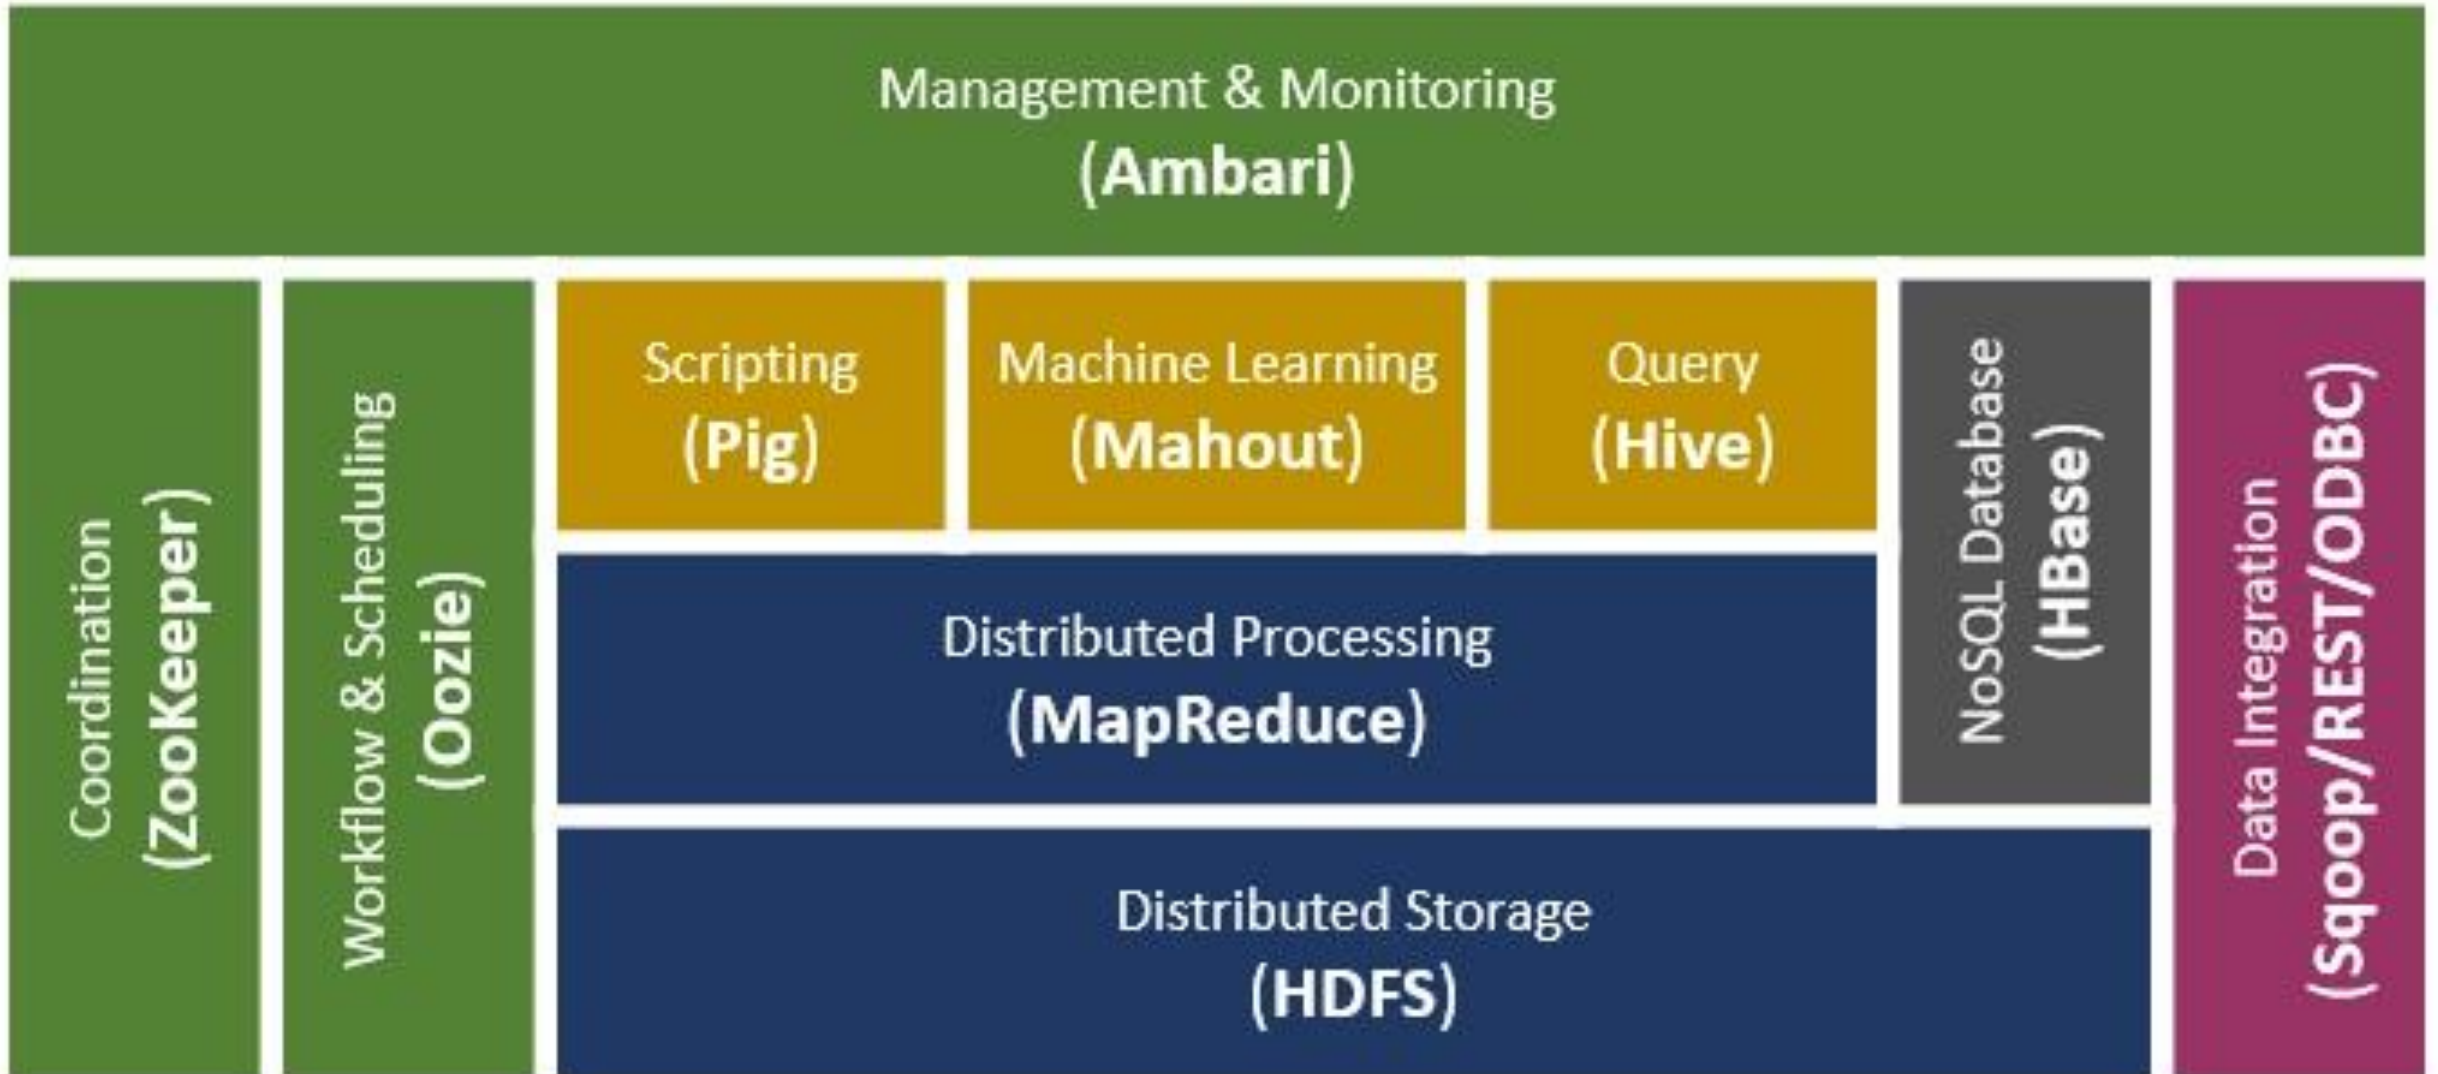 Management & Monitoring
(Ambari)
Coordination
(ZooKeeper)
Workflow & Scheduling
(Oozie)
Scripting
(Pig)
Machine Learning
(Mahout)
Query
(Hive)
Distributed Processing
(MapReduce)
Distributed Storage
(HDFS)
NoSQL Database
(HBase)
Data Integration
(Sqoop/REST/ODBC)